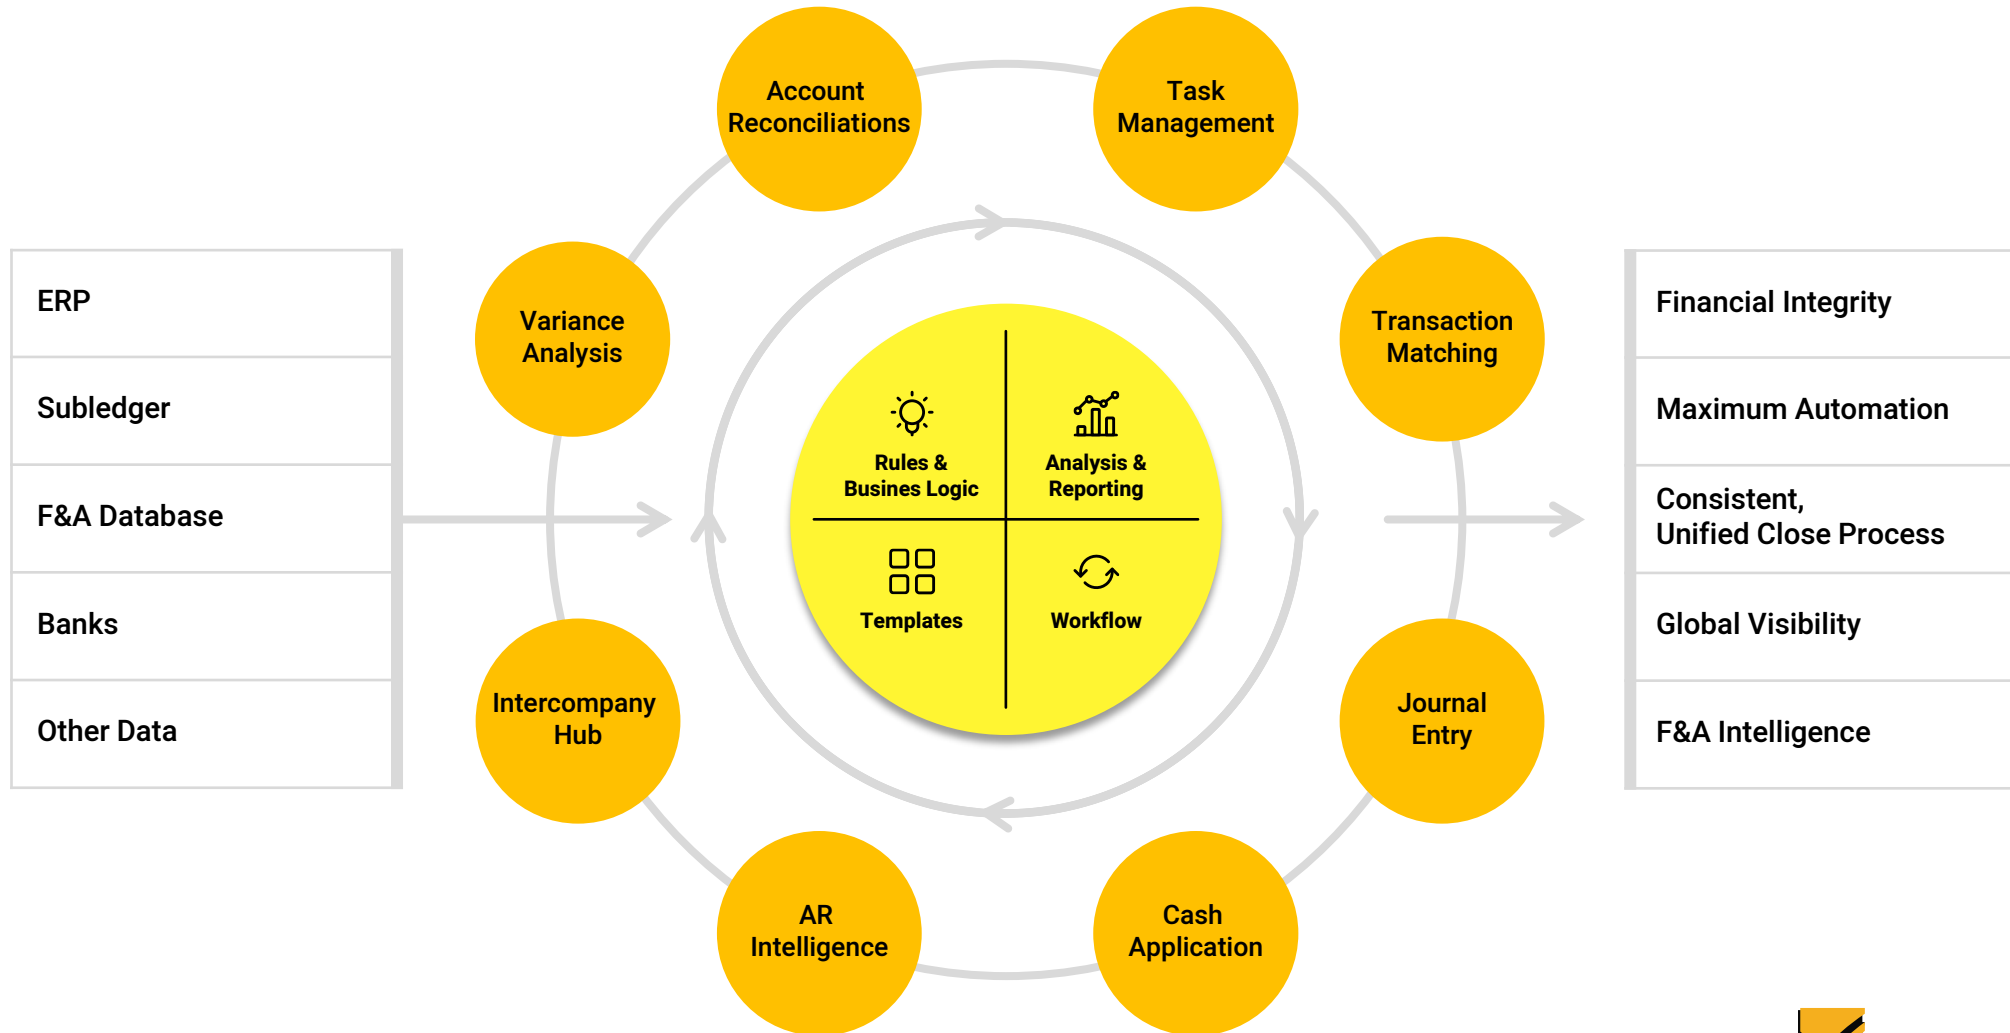 Account
Reconciliations
Task
Management
ERP
Subledger
F&A Database
Banks
Other Data
Variance
Analysis
Transaction
Matching
Rules &
Busines Logic
Analysis &
Reporting
Templates
Workflow
Intercompany
Hub
Journal
Entry
AR
Intelligence
Cash
Application
Financial Integrity
Maximum Automation
Consistent,
Unified Close Process
Global Visibility
F&A Intelligence